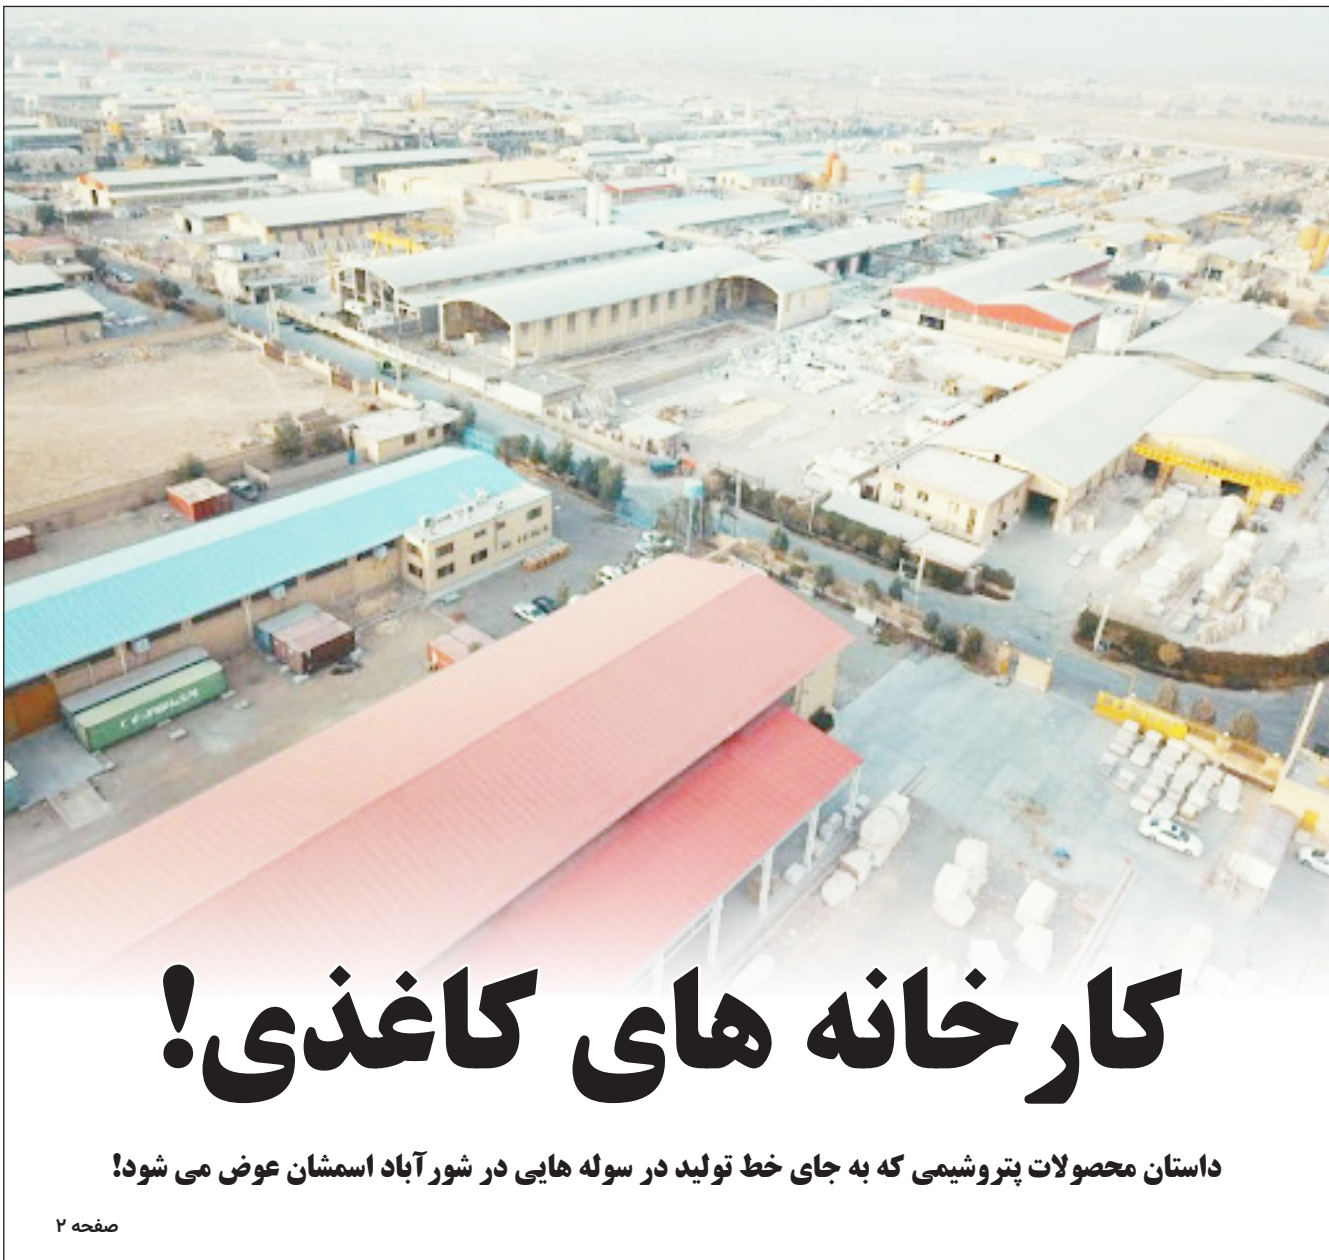 کارخانه های کاغذی!
داستان محصولات پتروشیمی که به جای خط تولید در سوله هایی در شورآباد اسمشان عوض می شود!
صفحه ۲